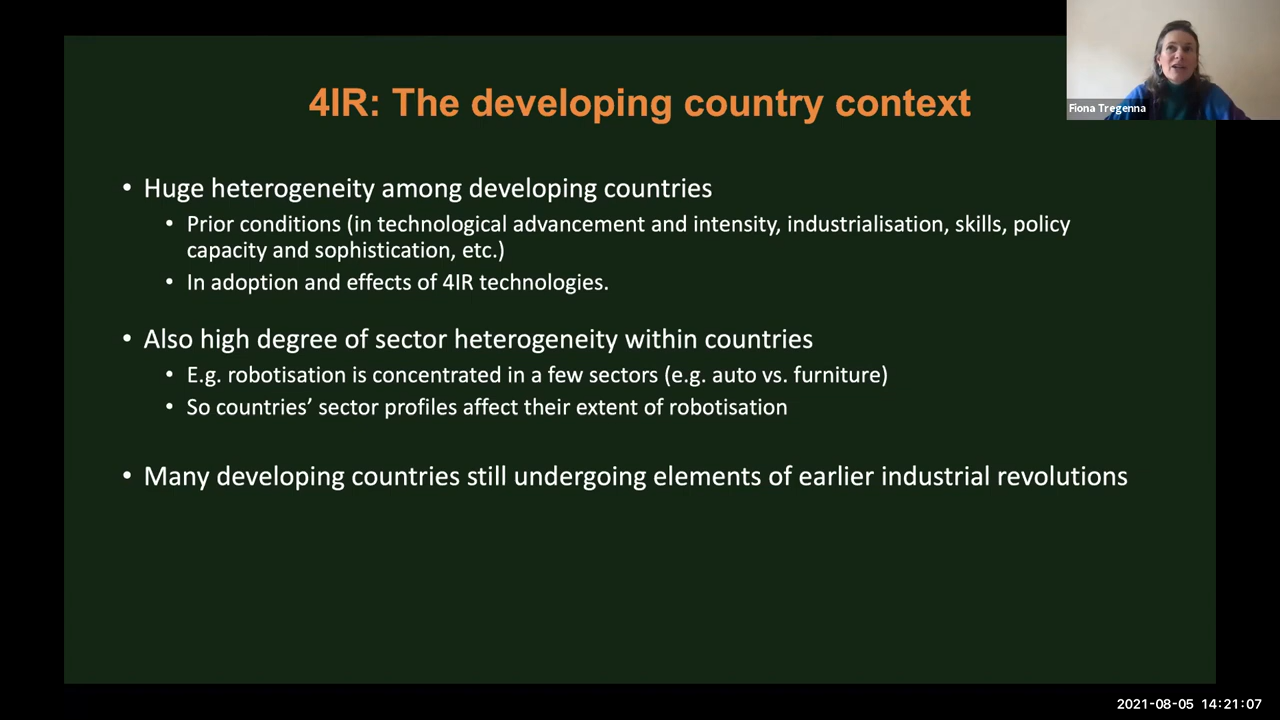 4IR: The developing country context
Fiona Tregenna
• Huge heterogeneity among developing countries
• Prior conditions (in technological advancement and intensity, industrialisation, skills, policy
capacity and sophistication, etc.)
• In adoption and effects of 4IR technologies.
• Also high degree of sector heterogeneity within countries
• E.g. robotisation is concentrated in a few sectors (e.g. auto vs. furniture)
• So countries’ sector profiles affect their extent of robotisation
• Many developing countries still undergoing elements of earlier industrial revolutions
2021-08-05 14:21:07